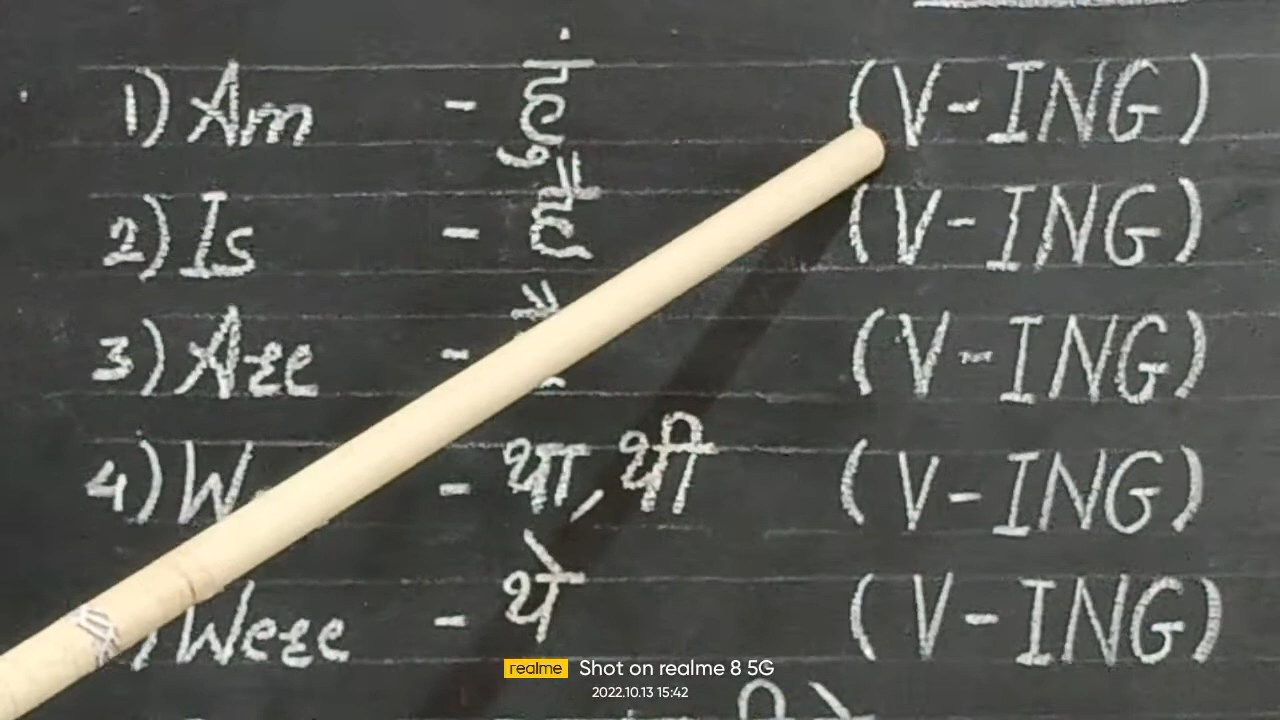 1) Am - हूं (V-ING)
2) Is - है (V-ING)
3) Are - (V-ING)
4) - था, थी (V-ING)
Were - थे (V-ING)
realme Shot on realme 8 5G
2022.10.13 15:42